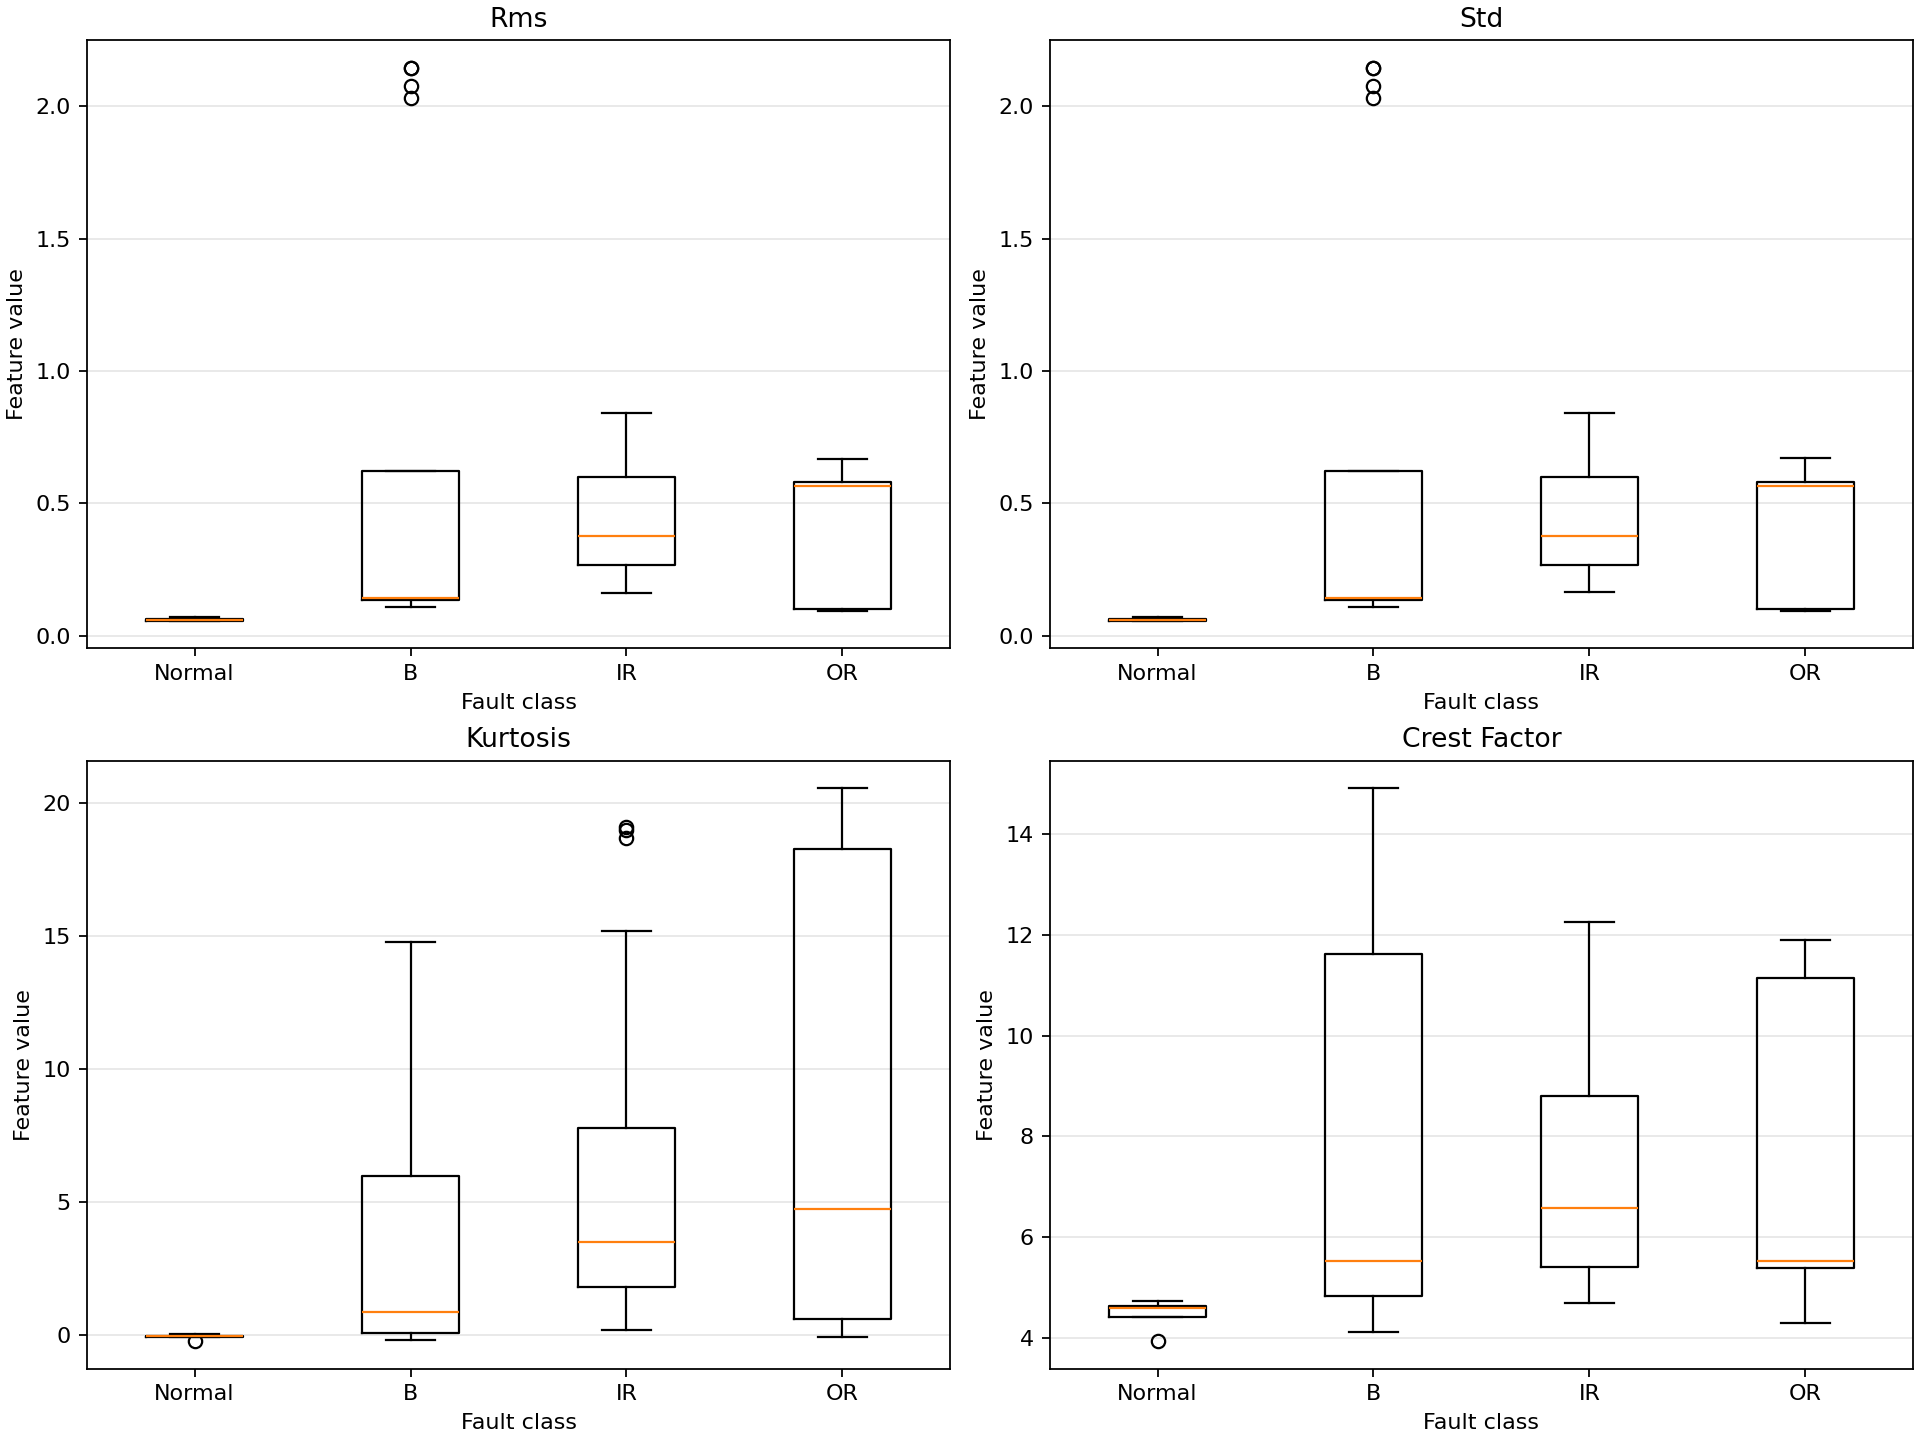 Rms
Feature value
2.0
1.5
1.0
0.5
0.0
Normal B IR OR
Fault class
Std
Feature value
2.0
1.5
1.0
0.5
0.0
Normal B IR OR
Fault class
Kurtosis
Feature value
20
15
10
5
0
Normal B IR OR
Fault class
Crest Factor
Feature value
14
12
10
8
6
4
Normal B IR OR
Fault class